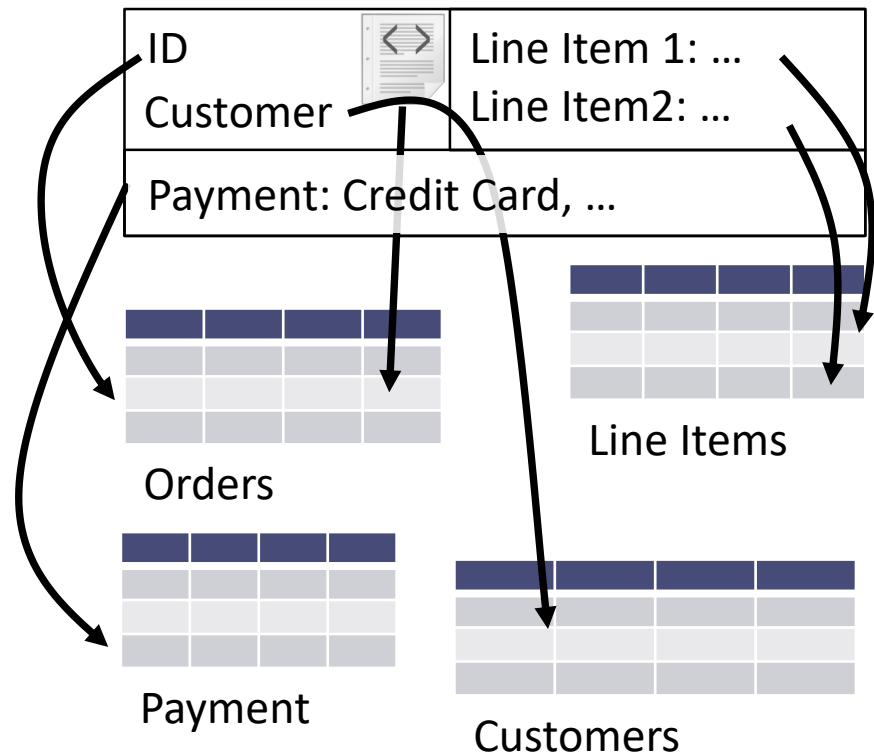 ID
Customer
Line Item 1: …
Line Item2: …
Payment: Credit Card, …
Orders
Line Items
Payment
Customers